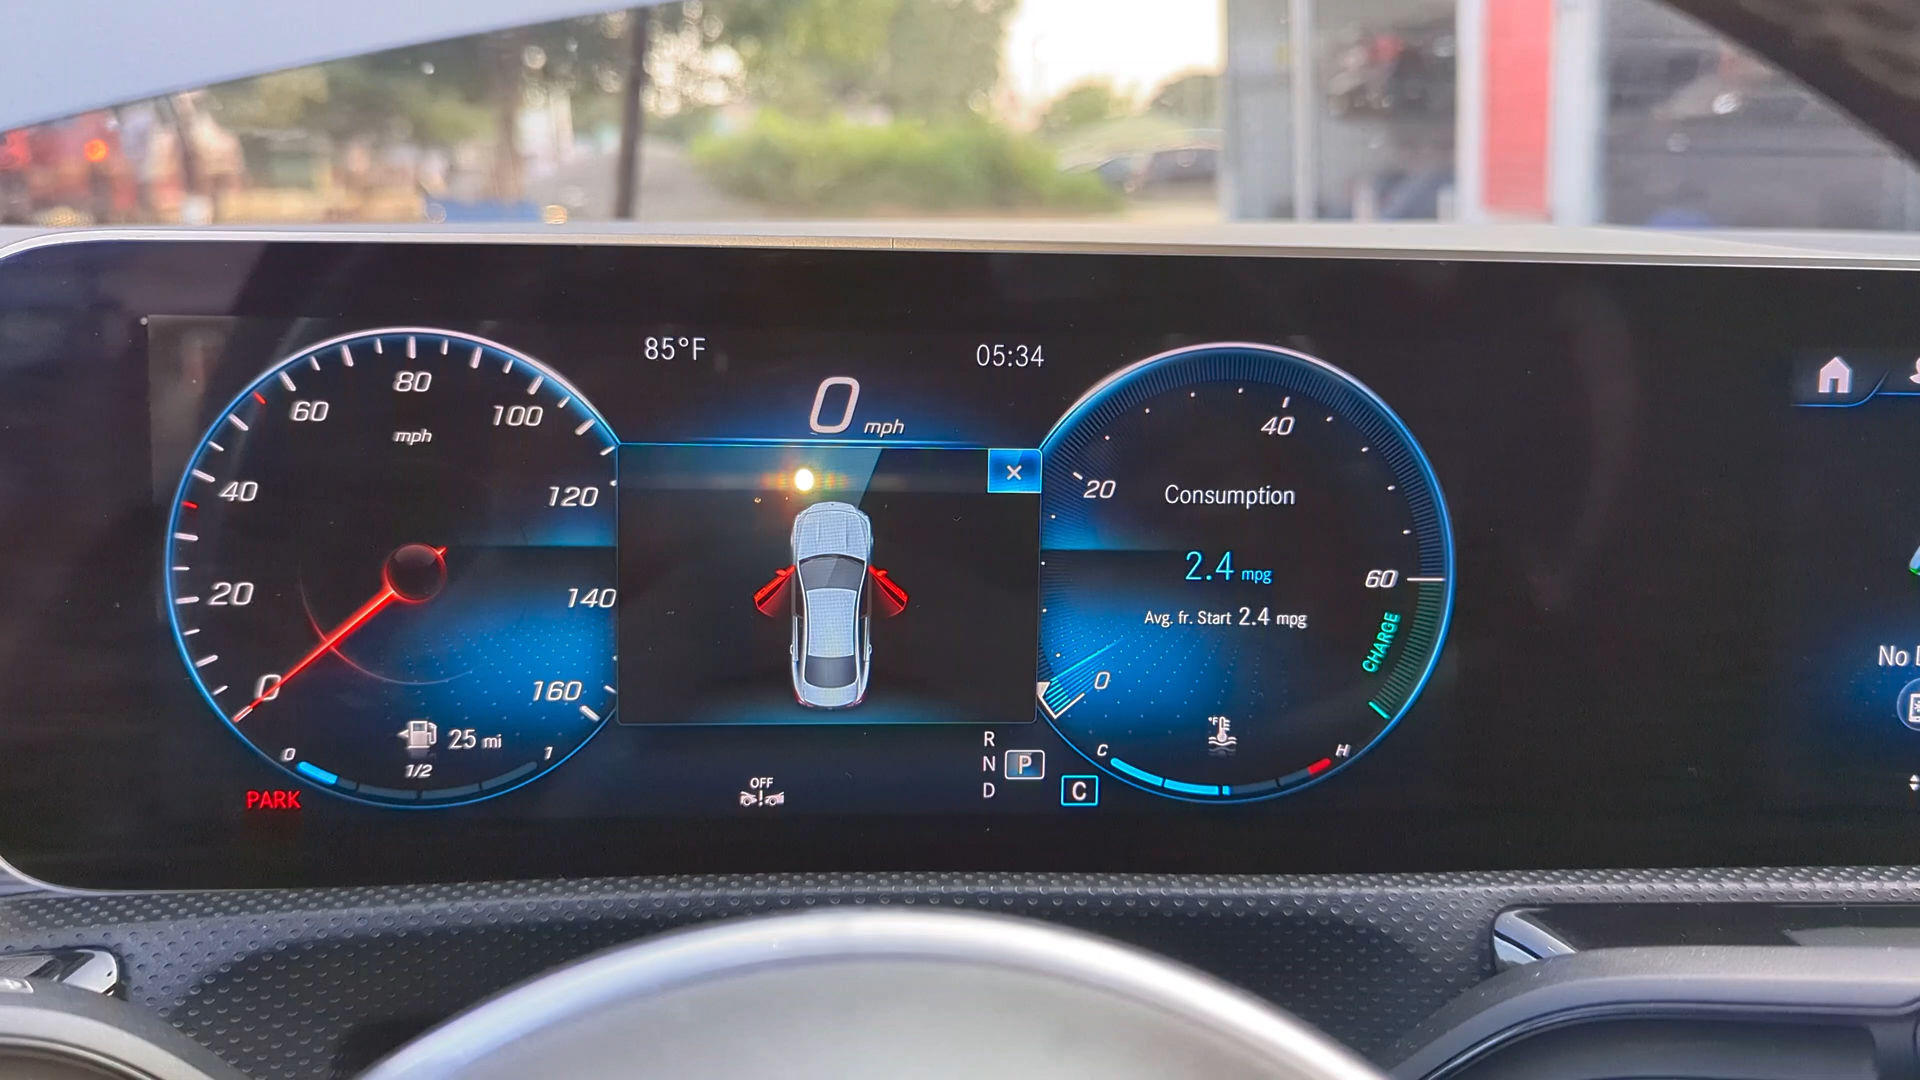 85°F
05:34
0 mph
80
60
100
mph
40
120
20
140
0
160
25 mi
0
1/2
1
PARK
OFF
R
N
D
P
C
×
40
20
Consumption
2.4 mpg
60
Avg. fr. Start 2.4 mpg
CHARGE
0
°F
C
H
No